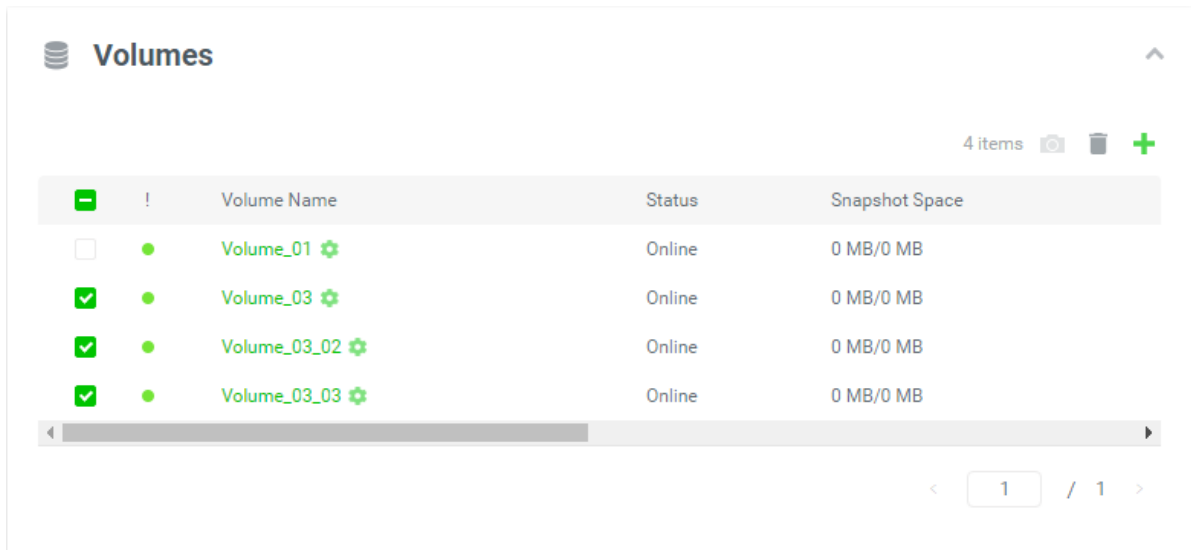 Volumes
4 items
! Volume Name Status Snapshot Space
Volume_01 Online 0 MB/0 MB
Volume_03 Online 0 MB/0 MB
Volume_03_02 Online 0 MB/0 MB
Volume_03_03 Online 0 MB/0 MB
< 1 / 1 >